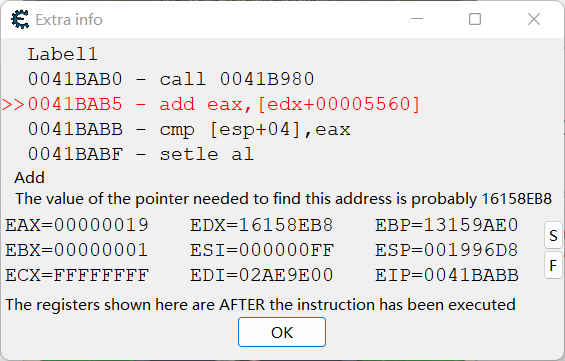 Extra info
Label1
0041BAB0 - call 0041B980
>>0041BAB5 - add eax,[edx+00005560]
0041BABB - cmp [esp+04],eax
0041BABF - setle al
Add
The value of the pointer needed to find this address is probably 16158EB8
EAX=00000019 EDX=16158EB8 EBP=13159AE0
EBX=00000001 ESI=000000FF ESP=001996D8
ECX=FFFFFFFF EDI=02AE9E00 EIP=0041BABB
S
F
The registers shown here are AFTER the instruction has been executed
OK